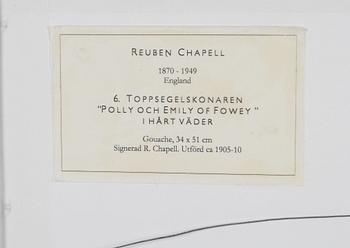 REUBEN CHAPELL
1870 - 1949
England
6. TOPPSEGELSKONAREN
"POLLY OCH EMILY OF FOWEY"
I HÅRT VÄDER
Gouache, 34 x 51 cm
Signerad R. Chapell. Utförd ca 1905-10